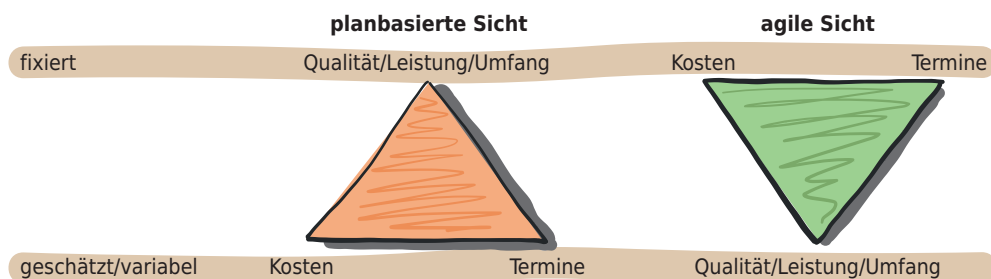 planbasierte Sicht agile Sicht
fixiert Qualität/Leistung/Umfang Kosten Termine
geschätzt/variabel Kosten Termine Qualität/Leistung/Umfang